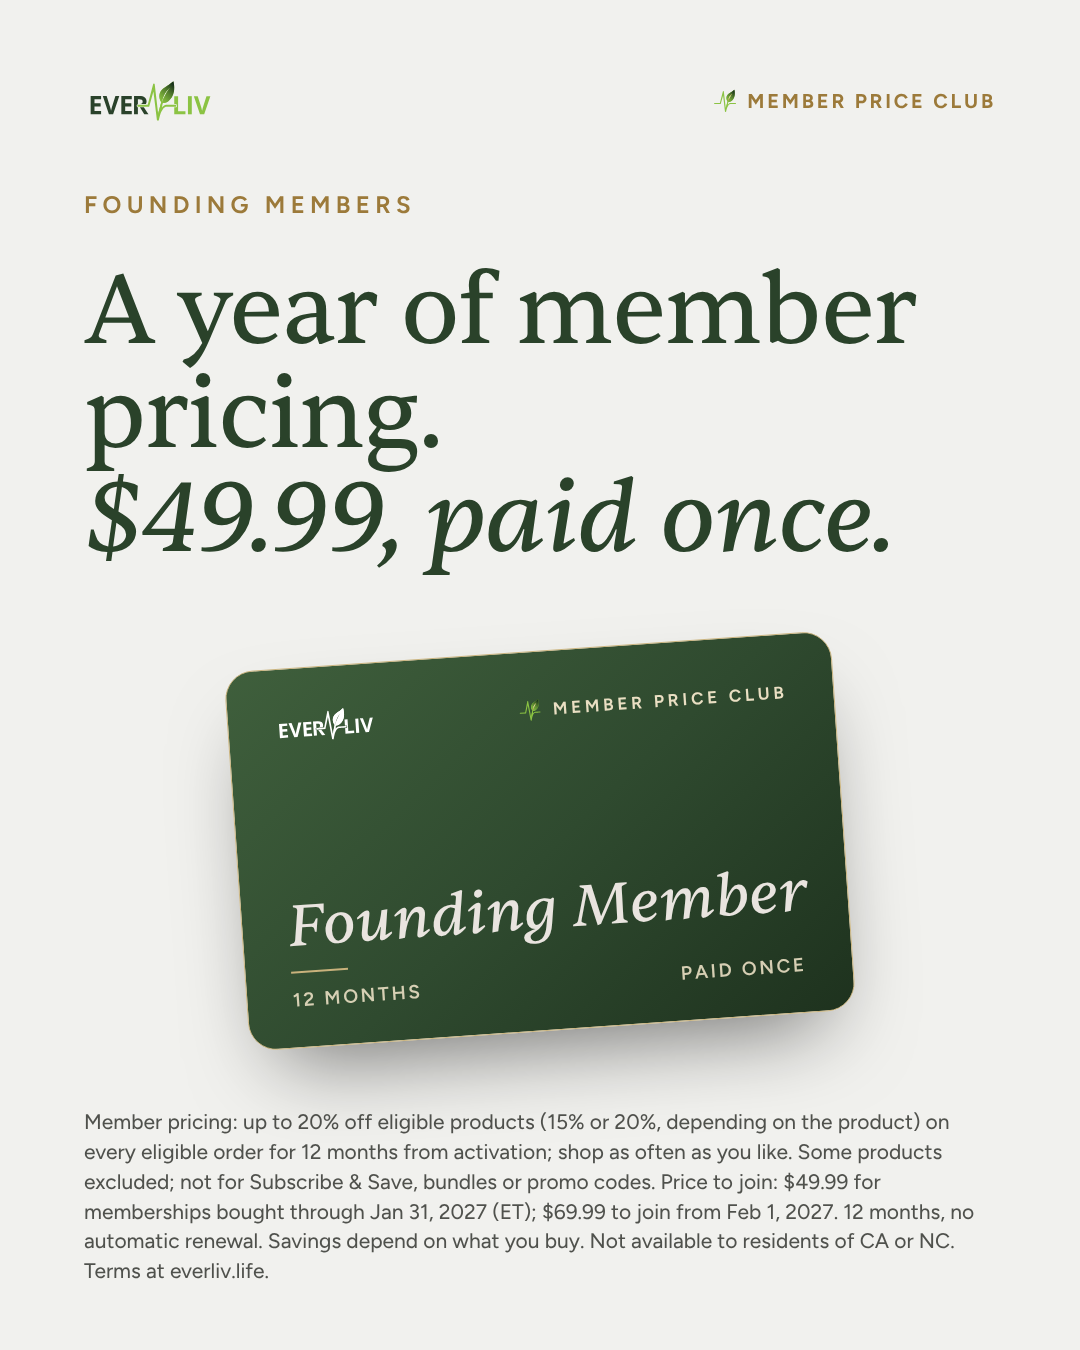 EVERLIV
MEMBER PRICE CLUB
FOUNDING MEMBERS
A year of member
pricing.
$49.99, paid once.
EVERLIV
MEMBER PRICE CLUB
Founding Member
12 MONTHS
PAID ONCE
Member pricing: up to 20% off eligible products (15% or 20%, depending on the product) on
every eligible order for 12 months from activation; shop as often as you like. Some products
excluded; not for Subscribe & Save, bundles or promo codes. Price to join: $49.99 for
memberships bought through Jan 31, 2027 (ET); $69.99 to join from Feb 1, 2027. 12 months, no
automatic renewal. Savings depend on what you buy. Not available to residents of CA or NC.
Terms at everliv.life.